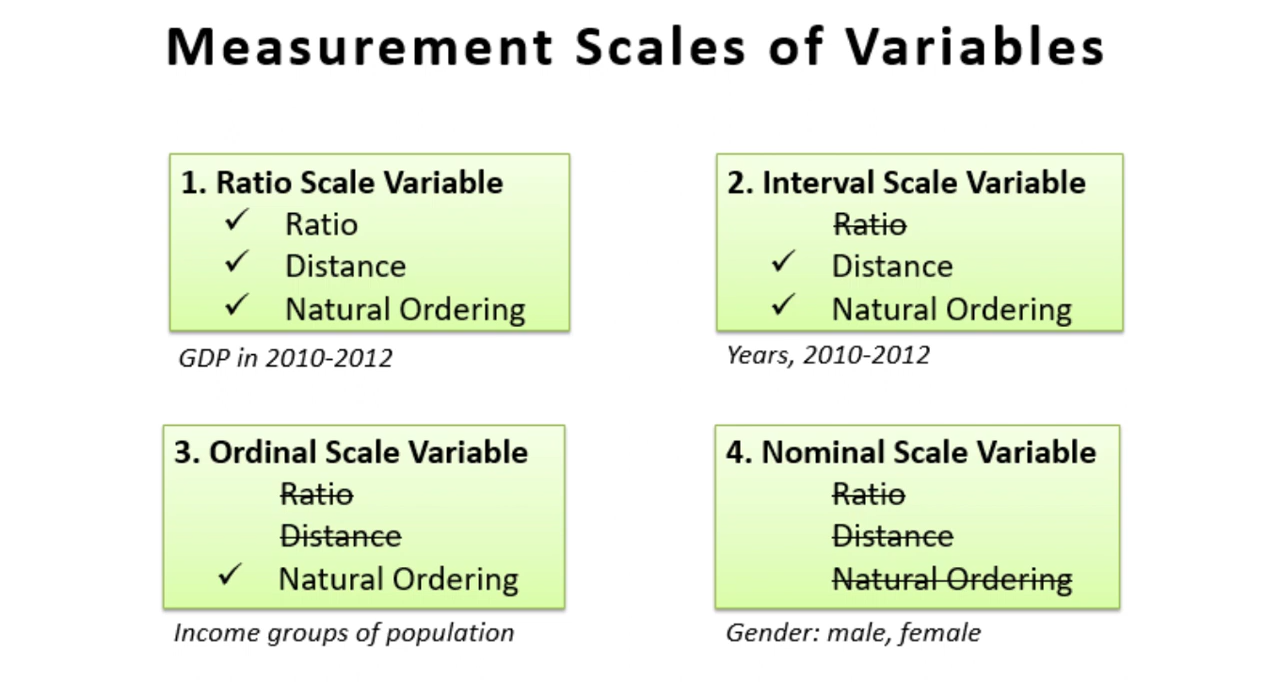 Measurement Scales of Variables
1. Ratio Scale Variable
✓ Ratio
✓ Distance
✓ Natural Ordering
GDP in 2010-2012
2. Interval Scale Variable
Ratio
✓ Distance
✓ Natural Ordering
Years, 2010-2012
3. Ordinal Scale Variable
Ratio
Distance
✓ Natural Ordering
Income groups of population
4. Nominal Scale Variable
Ratio
Distance
Natural Ordering
Gender: male, female